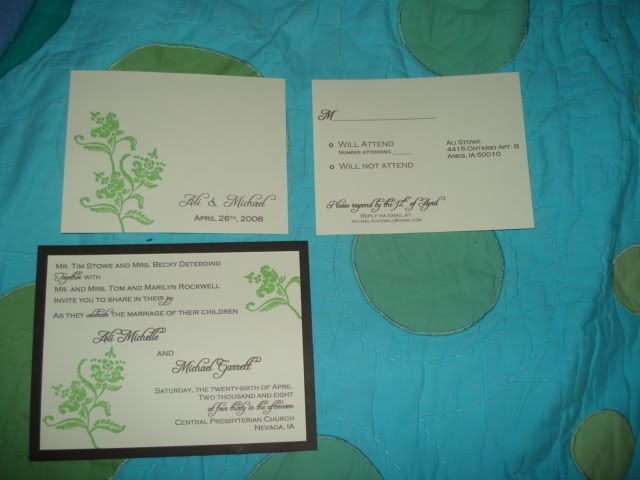 Ali & Michael
April 26th, 2008
M
Will attend
Number attending
Will not attend
Ali Stowe
4415 Ontario Apt. B
Ames, IA 50010
Please respond by the 12th of April
Reply via email at:
michael.rockwell@gmail.com
Mr. Tim Stowe and Mrs. Becky Deterding
Together with
Mr. and Mrs. Tom and Marilyn Rockwell
invite you to share in their joy
As they celebrate the marriage of their children
Ali Michelle
and
Michael Garrett
Saturday, the twenty-sixth of April
Two thousand and eight
at four thirty in the afternoon
Central Presbyterian Church
Nevada, IA